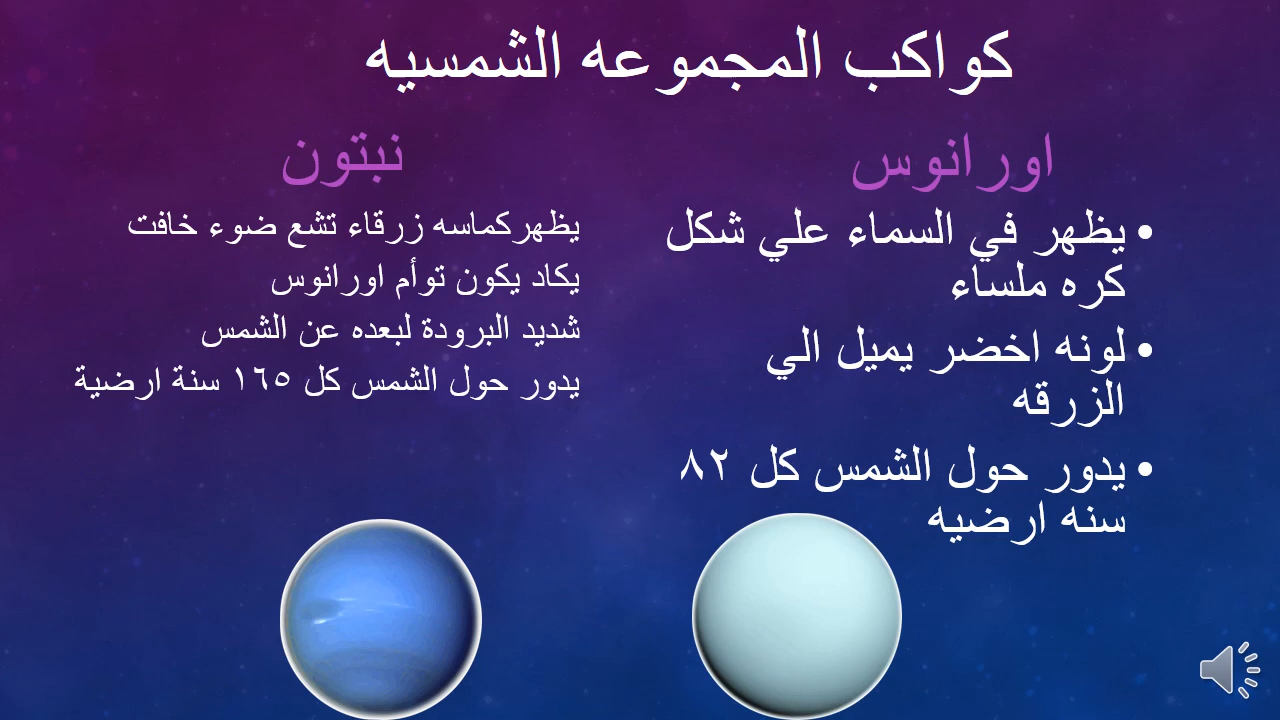 كواكب المجموعه الشمسيه
اورانوس
• يظهر في السماء علي شكل
كره ملساء
• لونه اخضر يميل الي
الزرقه
• يدور حول الشمس كل ٨٢
سنه ارضيه
نبتون
يظهركماسه زرقاء تشع ضوء خافت
يكاد يكون توأم اورانوس
شديد البرودة لبعده عن الشمس
يدور حول الشمس كل ١٦٥ سنة ارضية